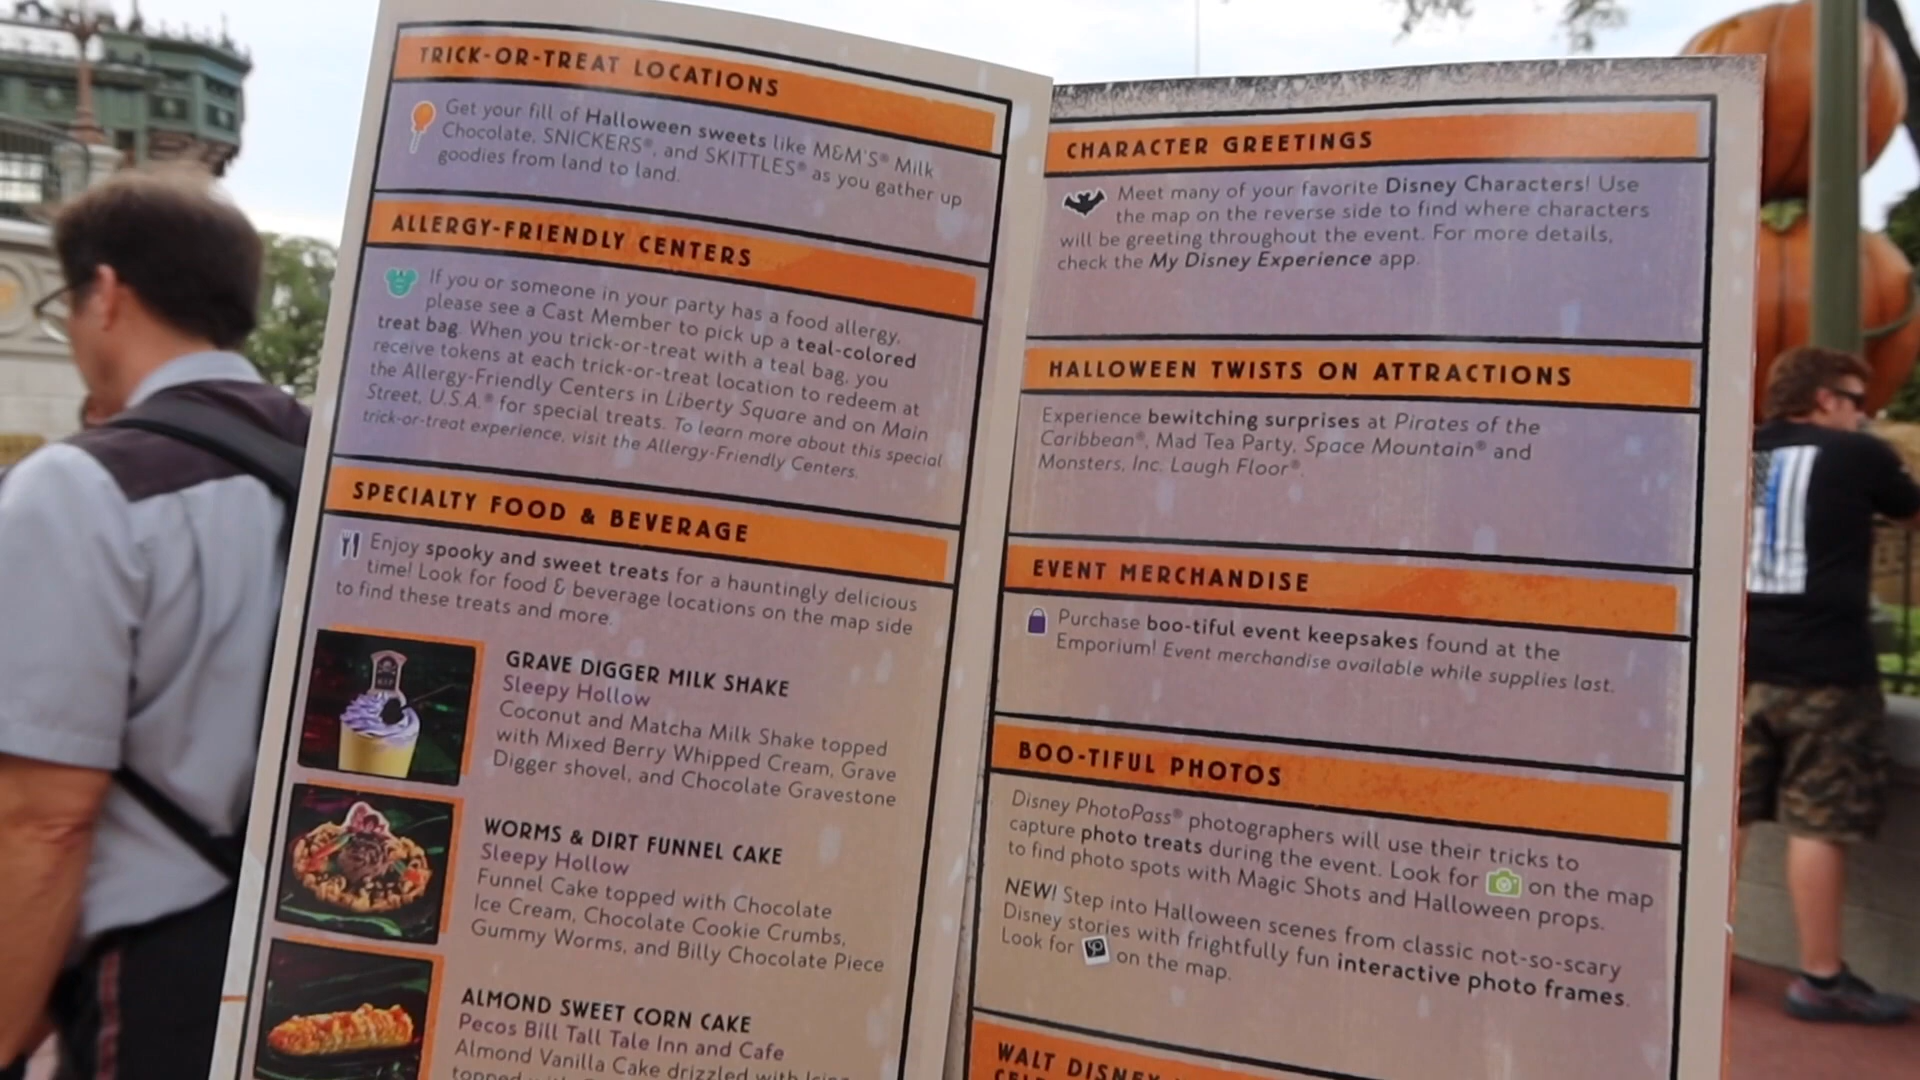 TRICK-OR-TREAT LOCATIONS
Get your fill of Halloween sweets like M&M'S® Milk
Chocolate, SNICKERS®, and SKITTLES® as you gather up
goodies from land to land.
ALLERGY-FRIENDLY CENTERS
If you or someone in your party has a food allergy,
please see a Cast Member to pick up a teal-colored
treat bag. When you trick-or-treat with a teal bag, you
receive tokens at each trick-or-treat location to redeem at
the Allergy-Friendly Centers in Liberty Square and on Main
Street, U.S.A.® for special treats. To learn more about this special
trick-or-treat experience, visit the Allergy-Friendly Centers.
SPECIALTY FOOD & BEVERAGE
Enjoy spooky and sweet treats for a hauntingly delicious
time! Look for food & beverage locations on the map side
to find these treats and more.
GRAVE DIGGER MILK SHAKE
Sleepy Hollow
Coconut and Matcha Milk Shake topped
with Mixed Berry Whipped Cream, Grave
Digger shovel, and Chocolate Gravestone
WORMS & DIRT FUNNEL CAKE
Sleepy Hollow
Funnel Cake topped with Chocolate
Ice Cream, Chocolate Cookie Crumbs,
Gummy Worms, and Billy Chocolate Piece
ALMOND SWEET CORN CAKE
Pecos Bill Tall Tale Inn and Cafe
Almond Vanilla Cake drizzled with
CHARACTER GREETINGS
Meet many of your favorite Disney Characters! Use
the map on the reverse side to find where characters
will be greeting throughout the event. For more details,
check the My Disney Experience app.
HALLOWEEN TWISTS ON ATTRACTIONS
Experience bewitching surprises at Pirates of the
Caribbean®, Mad Tea Party, Space Mountain® and
Monsters, Inc. Laugh Floor®.
EVENT MERCHANDISE
Purchase boo-tiful event keepsakes found at the
Emporium! Event merchandise available while supplies last.
BOO-TIFUL PHOTOS
Disney PhotoPass® photographers will use their tricks to
capture photo treats during the event. Look for on the map
to find photo spots with Magic Shots and Halloween props.
NEW! Step into Halloween scenes from classic not-so-scary
Disney stories with frightfully fun interactive photo frames.
Look for on the map.
WALT DISNEY